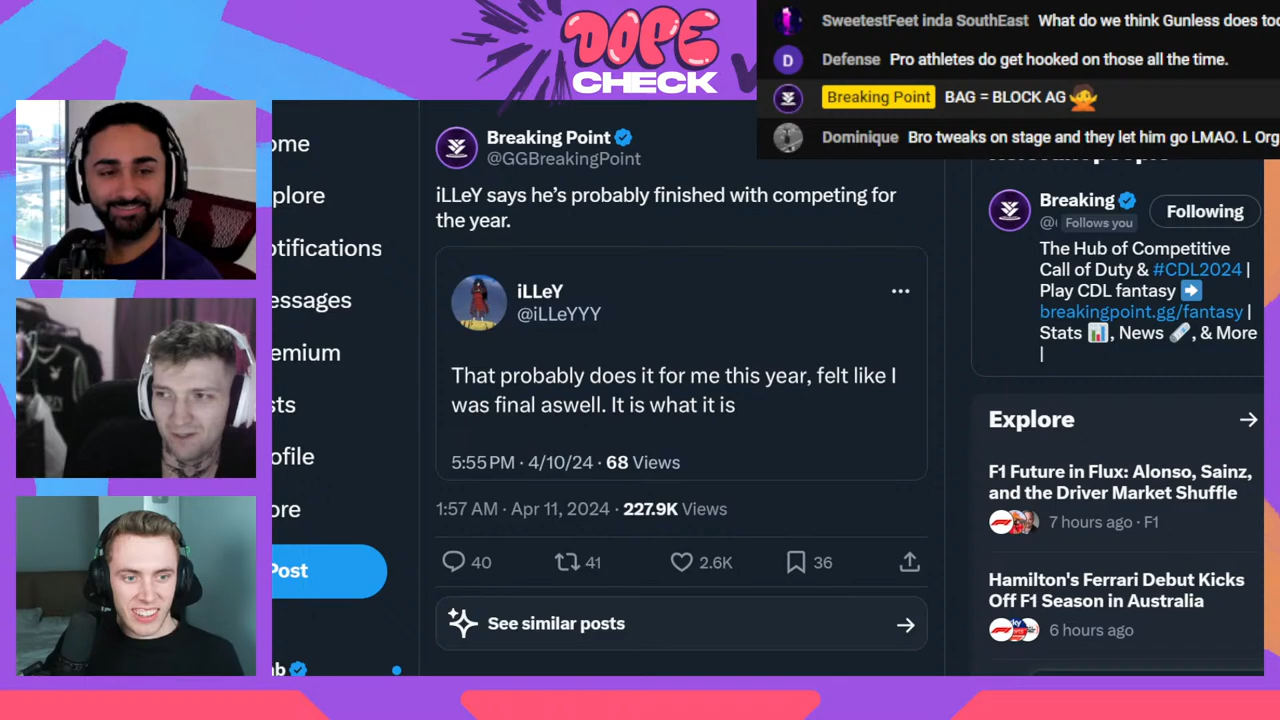 DOPE
CHECK
SweetestFeet inda SouthEast What do we think Gunless does too
D Defense Pro athletes do get hooked on those all the time.
Breaking Point BAG = BLOCK AG 🙅
Dominique Bro tweaks on stage and they let him go LMAO. L Org
ome
xplore
otifications
essages
emium
sts
ofile
ore
Post
ab
Breaking Point
@GGBreakingPoint
iLLeY says he's probably finished with competing for
the year.
iLLeY
@iLLeYYY
That probably does it for me this year, felt like I
was final aswell. It is what it is
5:55 PM · 4/10/24 · 68 Views
1:57 AM · Apr 11, 2024 · 227.9K Views
40 41 2.6K 36
See similar posts
Breaking
Follows you
Following
The Hub of Competitive
Call of Duty & #CDL2024 |
Play CDL fantasy ➡️
breakingpoint.gg/fantasy |
Stats 📊, News 🗞️, & More
|
Explore
F1 Future in Flux: Alonso, Sainz,
and the Driver Market Shuffle
7 hours ago · F1
Hamilton's Ferrari Debut Kicks
Off F1 Season in Australia
6 hours ago